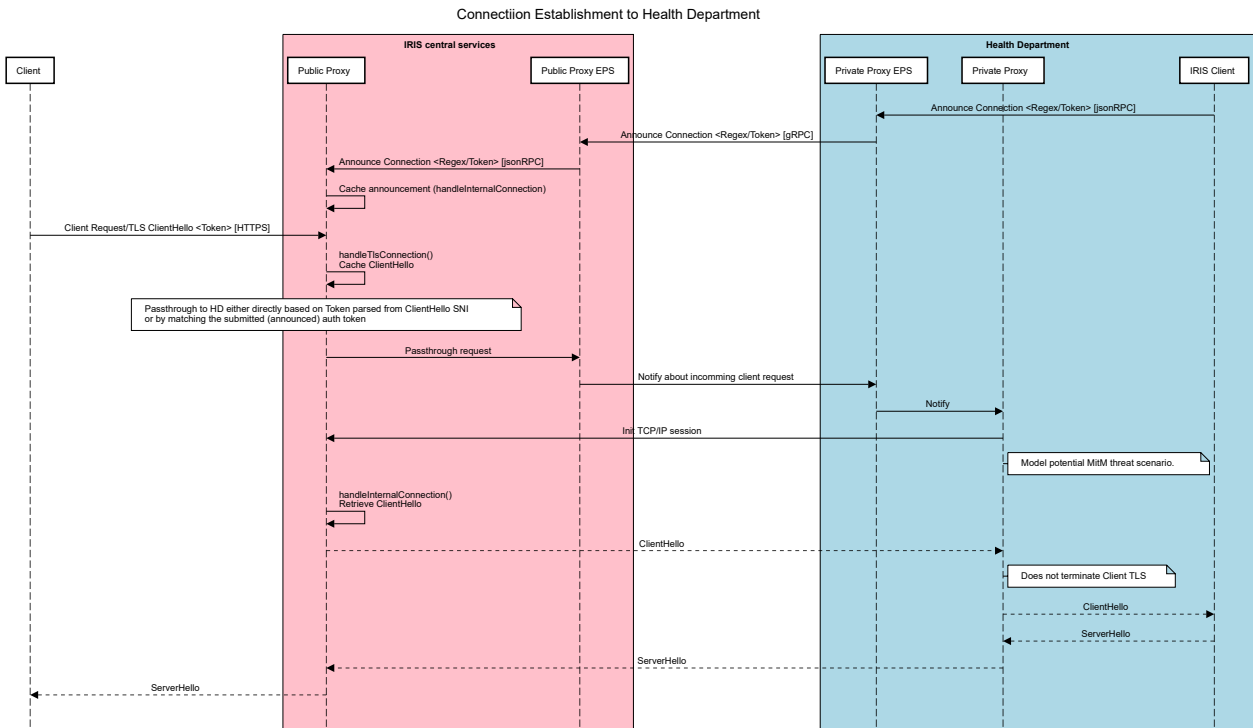 Connectiion Establishment to Health Department
IRIS central services
Health Department
Client
Public Proxy
Public Proxy EPS
Private Proxy EPS
Private Proxy
IRIS Client
Announce Connection <Regex/Token> [jsonRPC]
Announce Connection <Regex/Token> [gRPC]
Announce Connection <Regex/Token> [jsonRPC]
Cache announcement (handleInternalConnection)
Client Request/TLS ClientHello <Token> [HTTPS]
handleTlsConnection()
Cache ClientHello
Passthrough to HD either directly based on Token parsed from ClientHello SNI
or by matching the submitted (announced) auth token
Passthrough request
Notify about incomming client request
Notify
Init TCP/IP session
Model potential MitM threat scenario.
handleInternalConnection()
Retrieve ClientHello
ClientHello
Does not terminate Client TLS
ClientHello
ServerHello
ServerHello
ServerHello